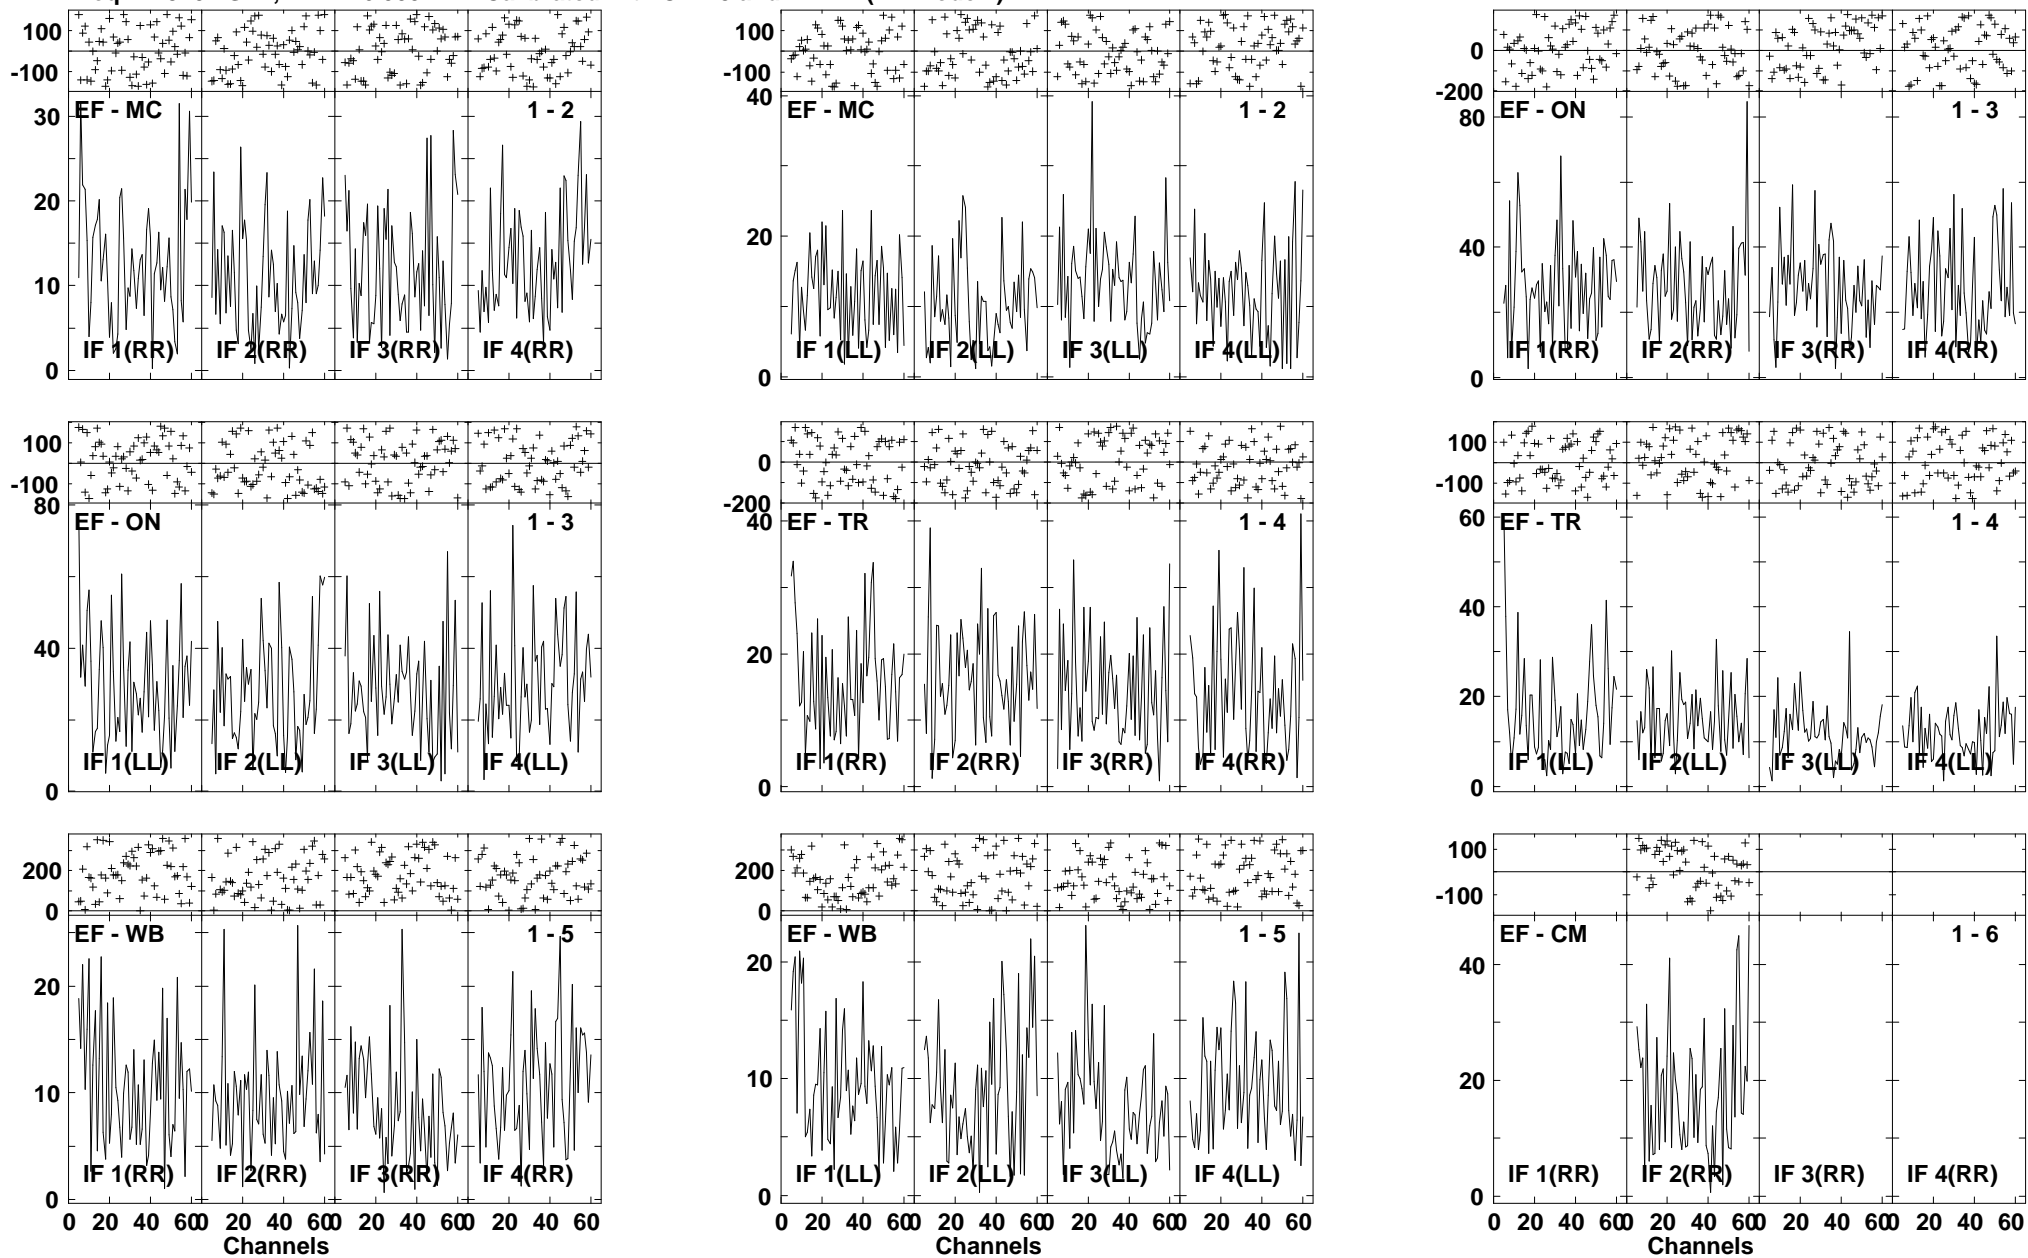 100 100 100
-100 -100 0
-200
EF - MC 1 - 2 40 EF - MC 1 - 2 EF - ON 1 - 3
30 80
20 20 40
10
0 0 0
IF 1(RR) IF 2(RR) IF 3(RR) IF 4(RR) IF 1(LL) IF 2(LL) IF 3(LL) IF 4(LL) IF 1(RR) IF 2(RR) IF 3(RR) IF 4(RR)
100 100
-100 0 -100
80 -200
EF - ON 1 - 3 40 EF - TR 1 - 4 60 EF - TR 1 - 4
40 20 40
20
0 0 0
IF 1(LL) IF 2(LL) IF 3(LL) IF 4(LL) IF 1(RR) IF 2(RR) IF 3(RR) IF 4(RR) IF 1(LL) IF 2(LL) IF 3(LL) IF 4(LL)
200 200 100
0 0 -100
EF - WB 1 - 5 EF - WB 1 - 5 EF - CM 1 - 6
20 20 40
10 10 20
IF 1(RR) IF 2(RR) IF 3(RR) IF 4(RR) IF 1(LL) IF 2(LL) IF 3(LL) IF 4(LL) IF 1(RR) IF 2(RR) IF 3(RR) IF 4(RR)
0 0 0
0 20 40 60 0 20 40 60 0 20 40 60 0 20 40 60 0 20 40 60 0 20 40 60 0 20 40 60 0 20 40 60 0 20 40 60 0 20 40 60 0 20 40 60 0 20 40 60
Channels Channels Channels